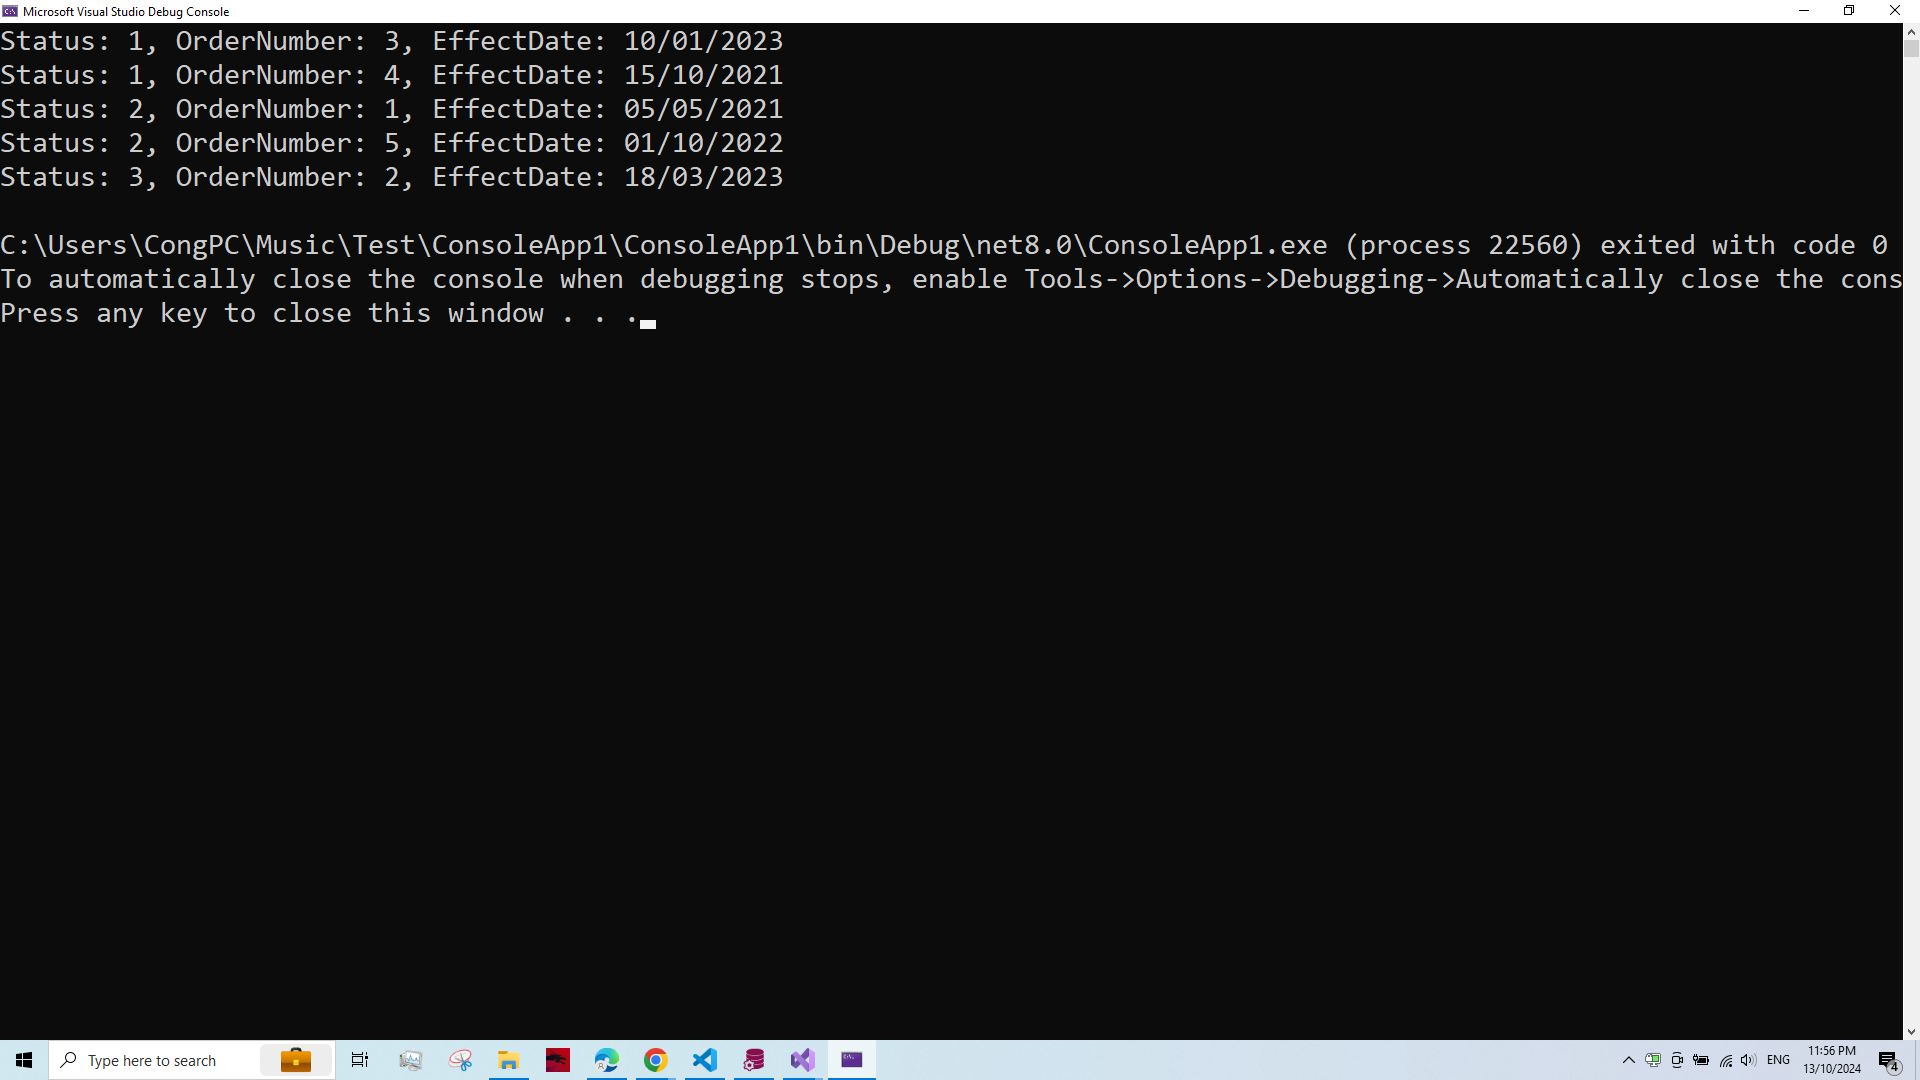 Microsoft Visual Studio Debug Console
Status: 1, OrderNumber: 3, EffectDate: 10/01/2023
Status: 1, OrderNumber: 4, EffectDate: 15/10/2021
Status: 2, OrderNumber: 1, EffectDate: 05/05/2021
Status: 2, OrderNumber: 5, EffectDate: 01/10/2022
Status: 3, OrderNumber: 2, EffectDate: 18/03/2023
C:\Users\CongPC\Music\Test\ConsoleApp1\ConsoleApp1\bin\Debug\net8.0\ConsoleApp1.exe (process 22560) exited with code 0
To automatically close the console when debugging stops, enable Tools->Options->Debugging->Automatically close the cons
Press any key to close this window . . .
Type here to search
ENG
11:56 PM
13/10/2024
4